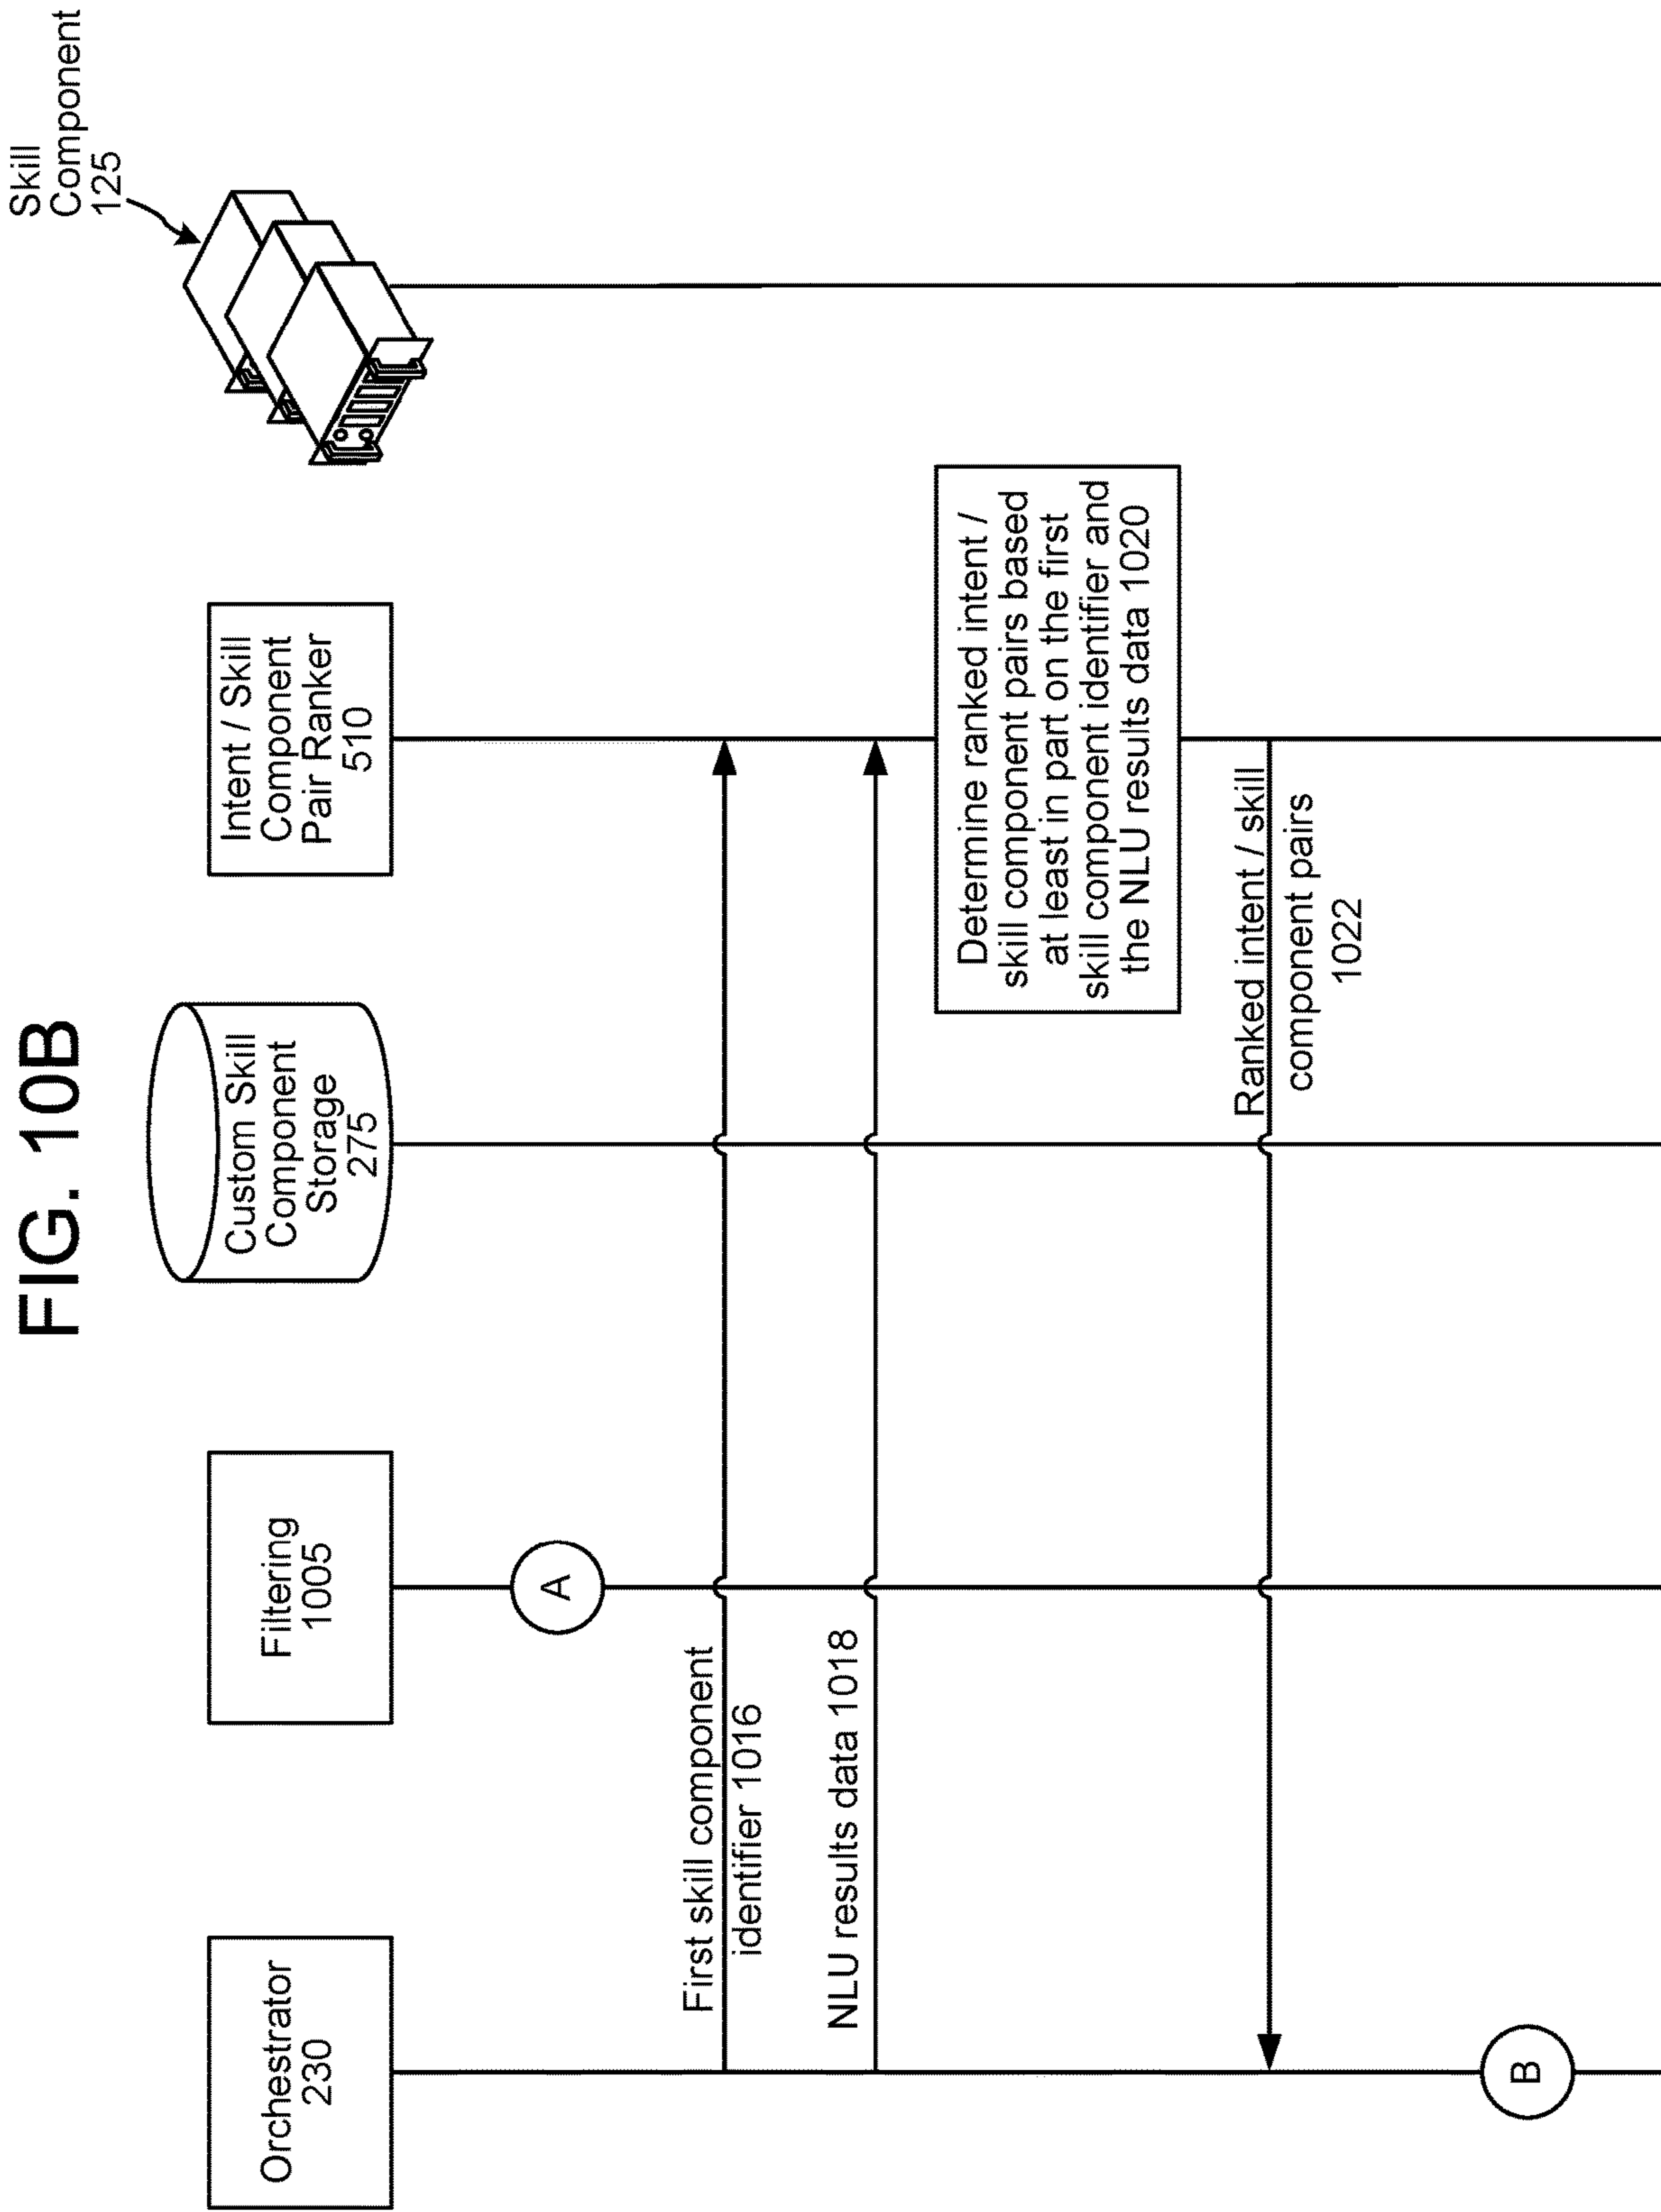 FIG. 10B
Orchestrator
230
Filtering
1005
Custom Skill
Component
Storage
275
Intent / Skill
Component
Pair Ranker
510
Skill
Component
125
A
First skill component
identifier 1016
NLU results data 1018
Determine ranked intent /
skill component pairs based
at least in part on the first
skill component identifier and
the NLU results data 1020
Ranked intent / skill
component pairs
1022
B